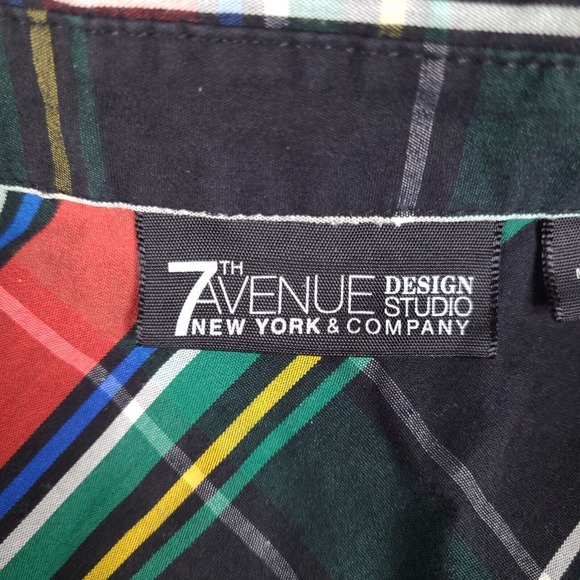 7TH AVENUE DESIGN STUDIO
NEW YORK & COMPANY